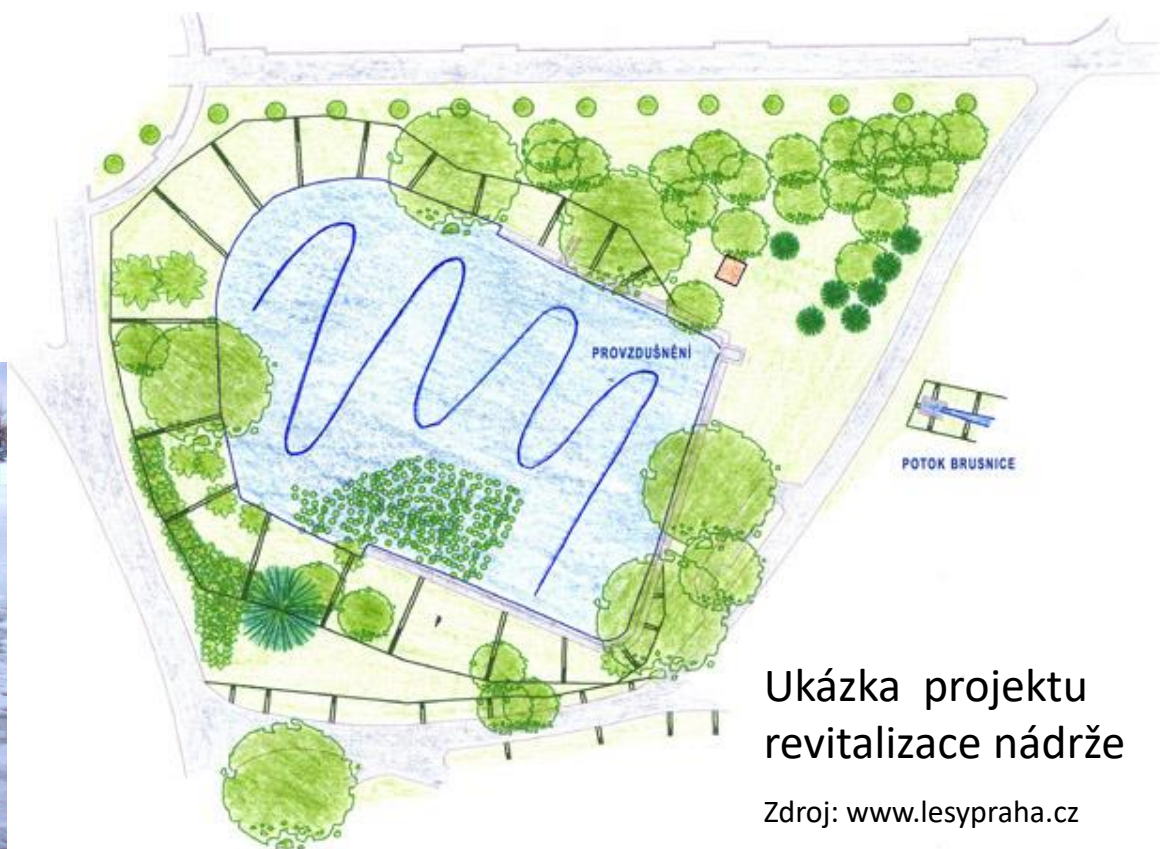 PROVZDUŠNĚNÍ
POTOK BRUSNICE
Ukázka projektu
revitalizace nádrže
Zdroj: www.lesypraha.cz